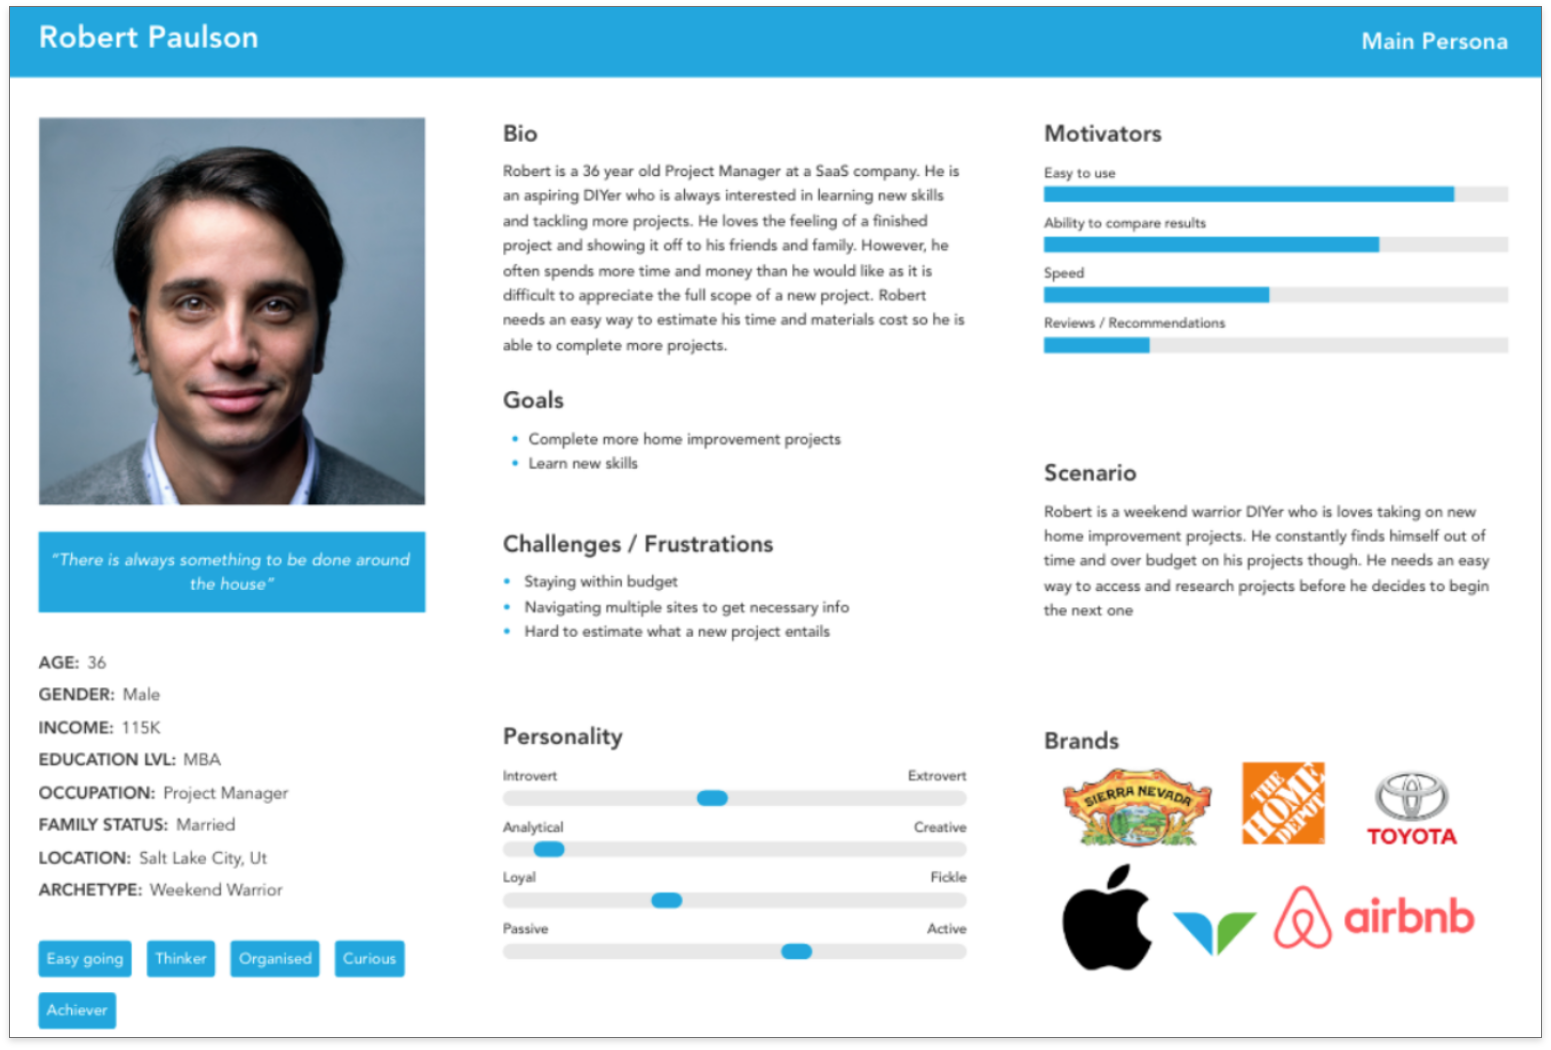 Robert Paulson
Main Persona
"There is always something to be done around
the house"
AGE: 36
GENDER: Male
INCOME: 115K
EDUCATION LVL: MBA
OCCUPATION: Project Manager
FAMILY STATUS: Married
LOCATION: Salt Lake City, Ut
ARCHETYPE: Weekend Warrior
Easy going
Thinker
Organised
Curious
Achiever
Bio
Robert is a 36 year old Project Manager at a SaaS company. He is
an aspiring DIYer who is always interested in learning new skills
and tackling more projects. He loves the feeling of a finished
project and showing it off to his friends and family. However, he
often spends more time and money than he would like as it is
difficult to appreciate the full scope of a new project. Robert
needs an easy way to estimate his time and materials cost so he is
able to complete more projects.
Goals
• Complete more home improvement projects
• Learn new skills
Challenges / Frustrations
• Staying within budget
• Navigating multiple sites to get necessary info
• Hard to estimate what a new project entails
Personality
Introvert
Extrovert
Analytical
Creative
Loyal
Fickle
Passive
Active
Motivators
Easy to use
Ability to compare results
Speed
Reviews / Recommendations
Scenario
Robert is a weekend warrior DIYer who is loves taking on new
home improvement projects. He constantly finds himself out of
time and over budget on his projects though. He needs an easy
way to access and research projects before he decides to begin
the next one
Brands
SIERRA NEVADA
THE
HOME
DEPOT
TOYOTA
airbnb